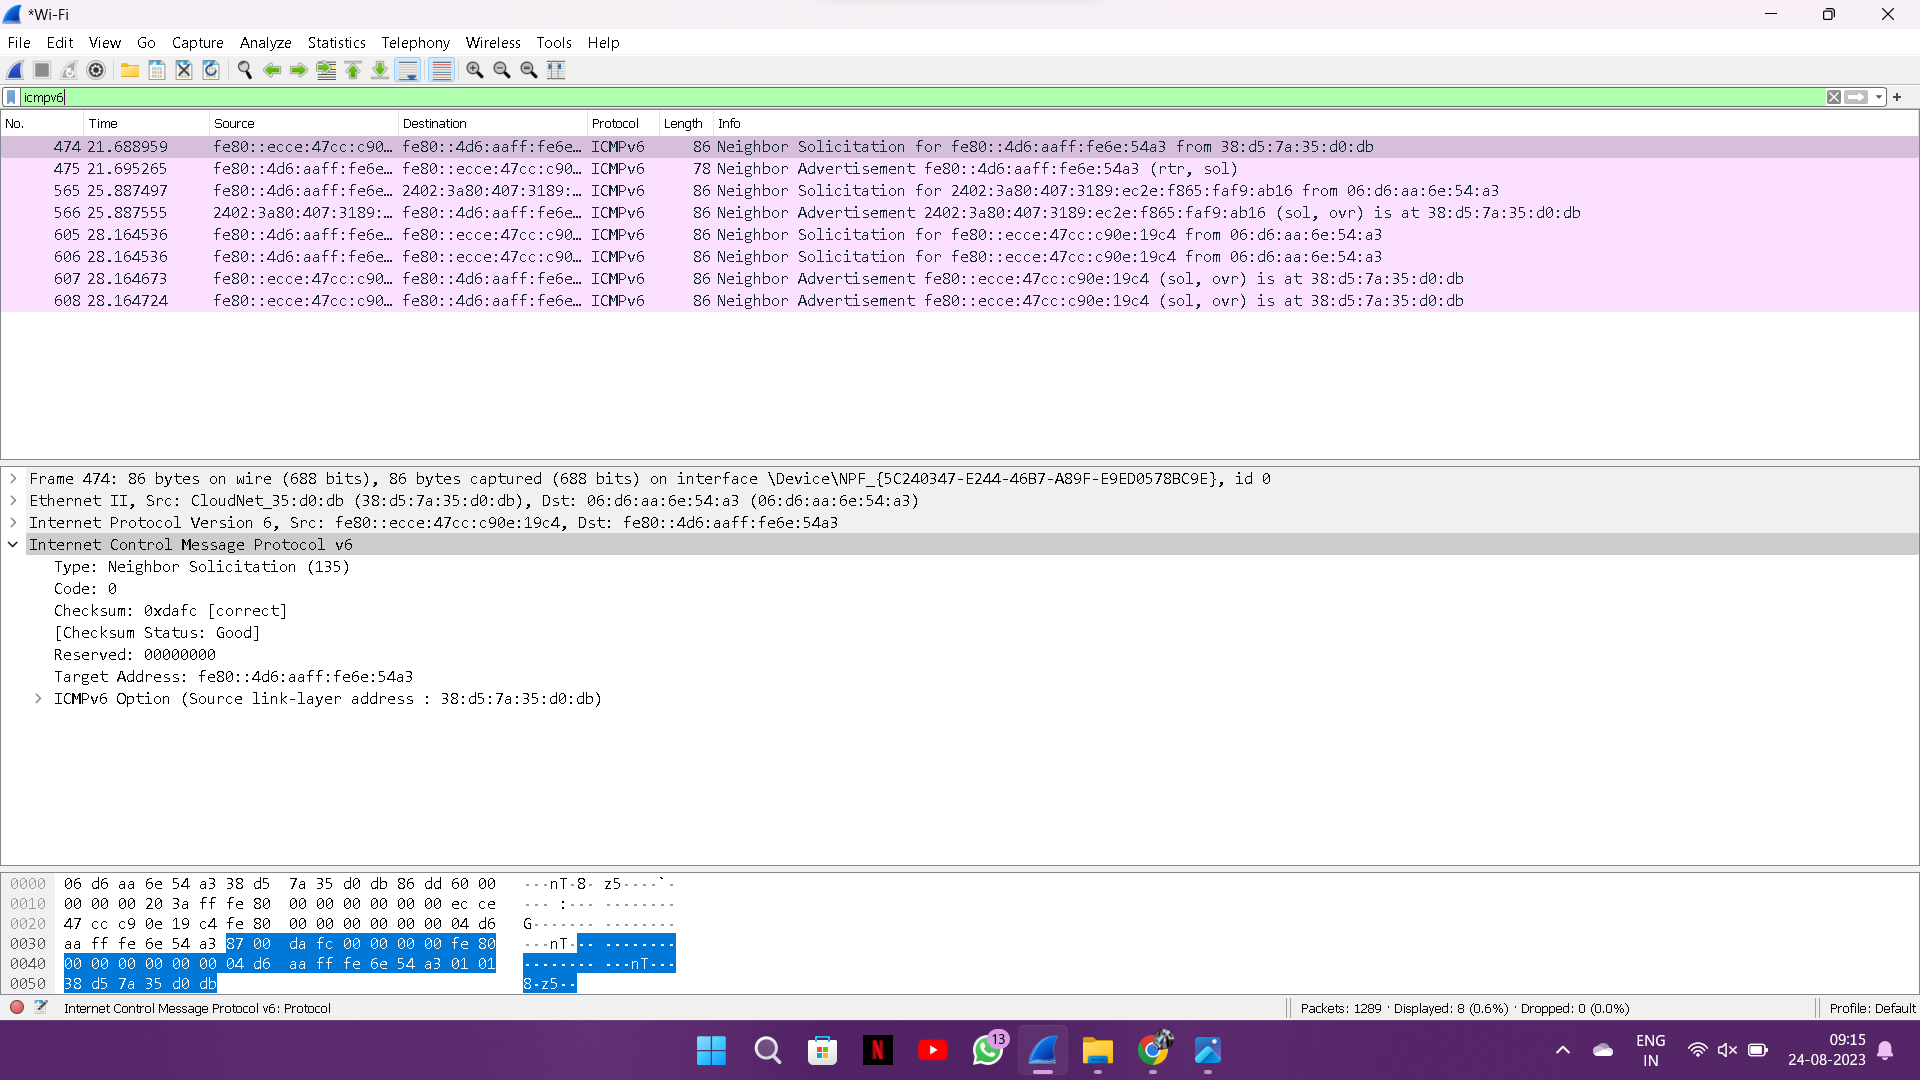 *Wi-Fi
File Edit View Go Capture Analyze Statistics Telephony Wireless Tools Help
icmpv6
No. Time Source Destination Protocol Length Info
474 21.688959 fe80::ecce:47cc:c90… fe80::4d6:aaff:fe6e… ICMPv6 86 Neighbor Solicitation for fe80::4d6:aaff:fe6e:54a3 from 38:d5:7a:35:d0:db
475 21.695265 fe80::4d6:aaff:fe6e… fe80::ecce:47cc:c90… ICMPv6 78 Neighbor Advertisement fe80::4d6:aaff:fe6e:54a3 (rtr, sol)
565 25.887497 fe80::4d6:aaff:fe6e… 2402:3a80:407:3189:… ICMPv6 86 Neighbor Solicitation for 2402:3a80:407:3189:ec2e:f865:faf9:ab16 from 06:d6:aa:6e:54:a3
566 25.887555 2402:3a80:407:3189:… fe80::4d6:aaff:fe6e… ICMPv6 86 Neighbor Advertisement 2402:3a80:407:3189:ec2e:f865:faf9:ab16 (sol, ovr) is at 38:d5:7a:35:d0:db
605 28.164536 fe80::4d6:aaff:fe6e… fe80::ecce:47cc:c90… ICMPv6 86 Neighbor Solicitation for fe80::ecce:47cc:c90e:19c4 from 06:d6:aa:6e:54:a3
606 28.164536 fe80::4d6:aaff:fe6e… fe80::ecce:47cc:c90… ICMPv6 86 Neighbor Solicitation for fe80::ecce:47cc:c90e:19c4 from 06:d6:aa:6e:54:a3
607 28.164673 fe80::ecce:47cc:c90… fe80::4d6:aaff:fe6e… ICMPv6 86 Neighbor Advertisement fe80::ecce:47cc:c90e:19c4 (sol, ovr) is at 38:d5:7a:35:d0:db
608 28.164724 fe80::ecce:47cc:c90… fe80::4d6:aaff:fe6e… ICMPv6 86 Neighbor Advertisement fe80::ecce:47cc:c90e:19c4 (sol, ovr) is at 38:d5:7a:35:d0:db
Frame 474: 86 bytes on wire (688 bits), 86 bytes captured (688 bits) on interface \Device\NPF_{5C240347-E244-46B7-A89F-E9ED0578BC9E}, id 0
Ethernet II, Src: CloudNet_35:d0:db (38:d5:7a:35:d0:db), Dst: 06:d6:aa:6e:54:a3 (06:d6:aa:6e:54:a3)
Internet Protocol Version 6, Src: fe80::ecce:47cc:c90e:19c4, Dst: fe80::4d6:aaff:fe6e:54a3
Internet Control Message Protocol v6
Type: Neighbor Solicitation (135)
Code: 0
Checksum: 0xdafc [correct]
[Checksum Status: Good]
Reserved: 00000000
Target Address: fe80::4d6:aaff:fe6e:54a3
ICMPv6 Option (Source link-layer address : 38:d5:7a:35:d0:db)
0000 06 d6 aa 6e 54 a3 38 d5 7a 35 d0 db 86 dd 60 00 ···nT·8· z5····`·
0010 00 00 00 20 3a ff fe 80 00 00 00 00 00 00 ec ce ··· :··· ········
0020 47 cc c9 0e 19 c4 fe 80 00 00 00 00 00 00 04 d6 G······· ········
0030 aa ff fe 6e 54 a3 87 00 da fc 00 00 00 00 fe 80 ···nT··· ········
0040 00 00 00 00 00 00 04 d6 aa ff fe 6e 54 a3 01 01 ········ ···nT···
0050 38 d5 7a 35 d0 db 8·z5··
Internet Control Message Protocol v6: Protocol Packets: 1289 · Displayed: 8 (0.6%) · Dropped: 0 (0.0%) Profile: Default
N 13 ENG 09:15
IN 24-08-2023